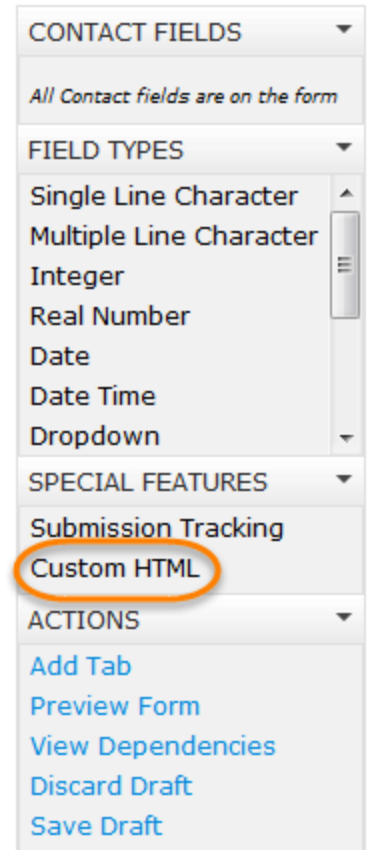 CONTACT FIELDS
All Contact fields are on the form
FIELD TYPES
Single Line Character
Multiple Line Character
Integer
Real Number
Date
Date Time
Dropdown
SPECIAL FEATURES
Submission Tracking
Custom HTML
ACTIONS
Add Tab
Preview Form
View Dependencies
Discard Draft
Save Draft